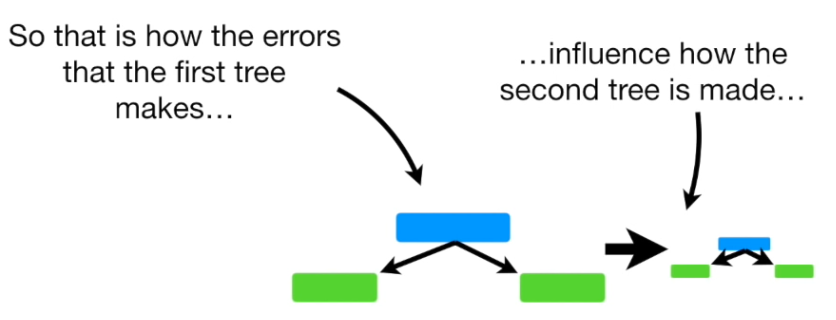 So that is how the errors
that the first tree
makes…
…influence how the
second tree is made…